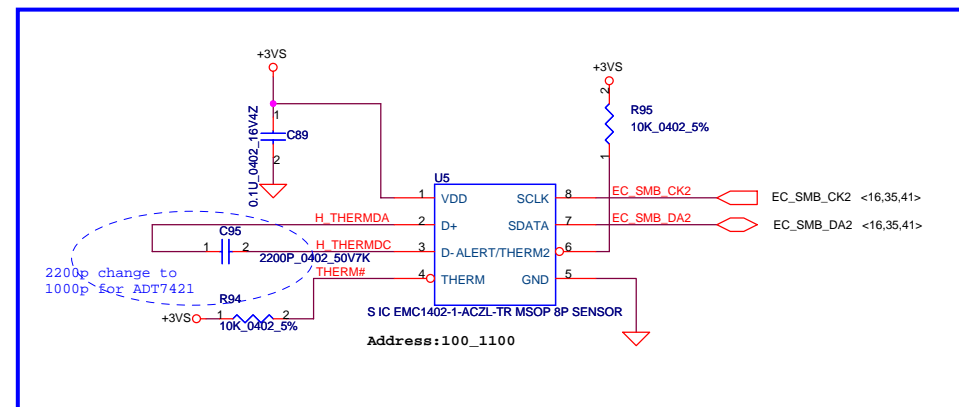 +3VS
+3VS
1
C89
2
0.1U_0402_16V4Z
2
R95
10K_0402_5%
1
U5
1 VDD SCLK 8 EC_SMB_CK2 EC_SMB_CK2 <16,35,41>
H_THERMDA 2 D+ SDATA 7 EC_SMB_DA2 EC_SMB_DA2 <16,35,41>
C95
1 2 H_THERMDC 3 D- ALERT/THERM2 6
2200P_0402_50V7K
THERM# 4 THERM GND 5
2200p change to
1000p for ADT7421
R94
+3VS 1 2
10K_0402_5%
S IC EMC1402-1-ACZL-TR MSOP 8P SENSOR
Address:100_1100